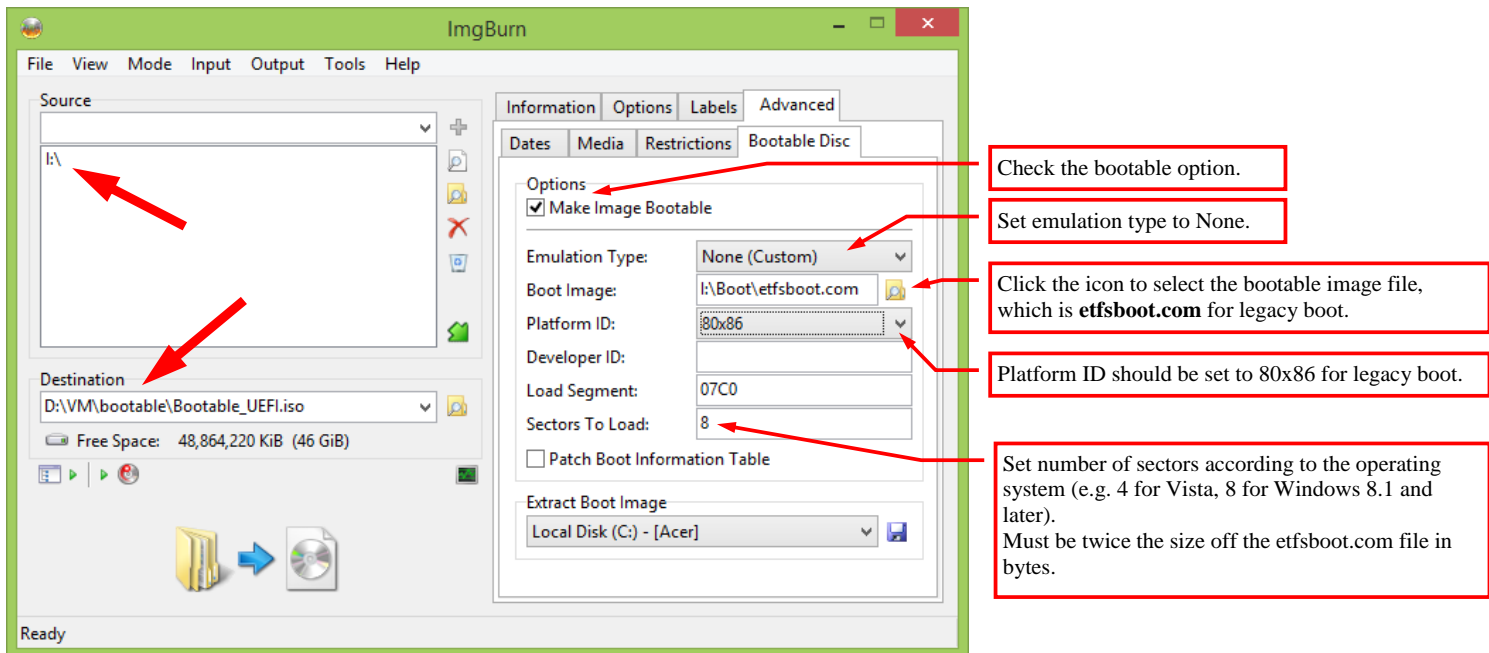 ImgBurn
File View Mode Input Output Tools Help
Source
I:\
Destination
D:\VM\bootable\Bootable_UEFI.iso
Free Space: 48,864,220 KiB (46 GiB)
Information Options Labels Advanced
Dates Media Restrictions Bootable Disc
Options
Make Image Bootable
Emulation Type: None (Custom)
Boot Image: I:\Boot\etfsboot.com
Platform ID: 80x86
Developer ID:
Load Segment: 07C0
Sectors To Load: 8
Patch Boot Information Table
Extract Boot Image
Local Disk (C:) - [Acer]
Ready
Check the bootable option.
Set emulation type to None.
Click the icon to select the bootable image file,
which is etfsboot.com for legacy boot.
Platform ID should be set to 80x86 for legacy boot.
Set number of sectors according to the operating
system (e.g. 4 for Vista, 8 for Windows 8.1 and
later).
Must be twice the size off the etfsboot.com file in
bytes.